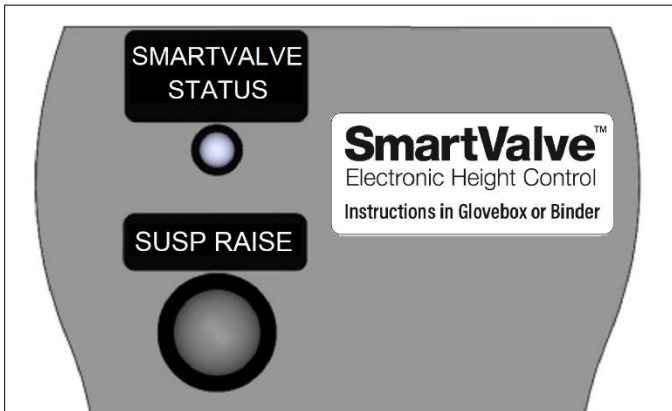 SMARTVALVE
STATUS
SmartValve™
Electronic Height Control
Instructions in Glovebox or Binder
SUSP RAISE